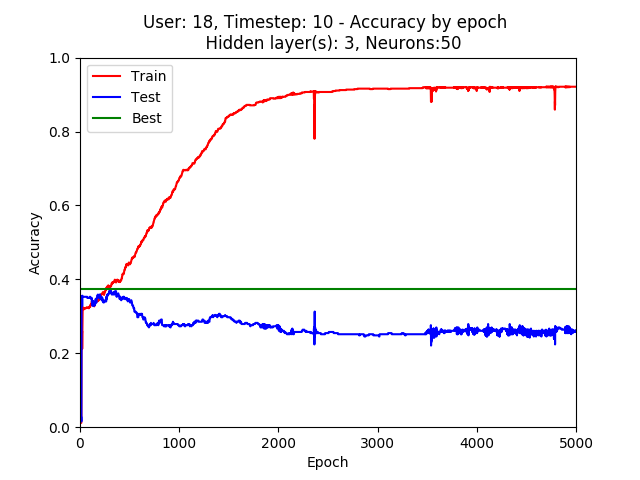 User: 18, Timestep: 10 - Accuracy by epoch
Hidden layer(s): 3, Neurons:50
1.0
0.8
0.6
0.4
0.2
0.0
Accuracy
Train
Test
Best
0 1000 2000 3000 4000 5000
Epoch